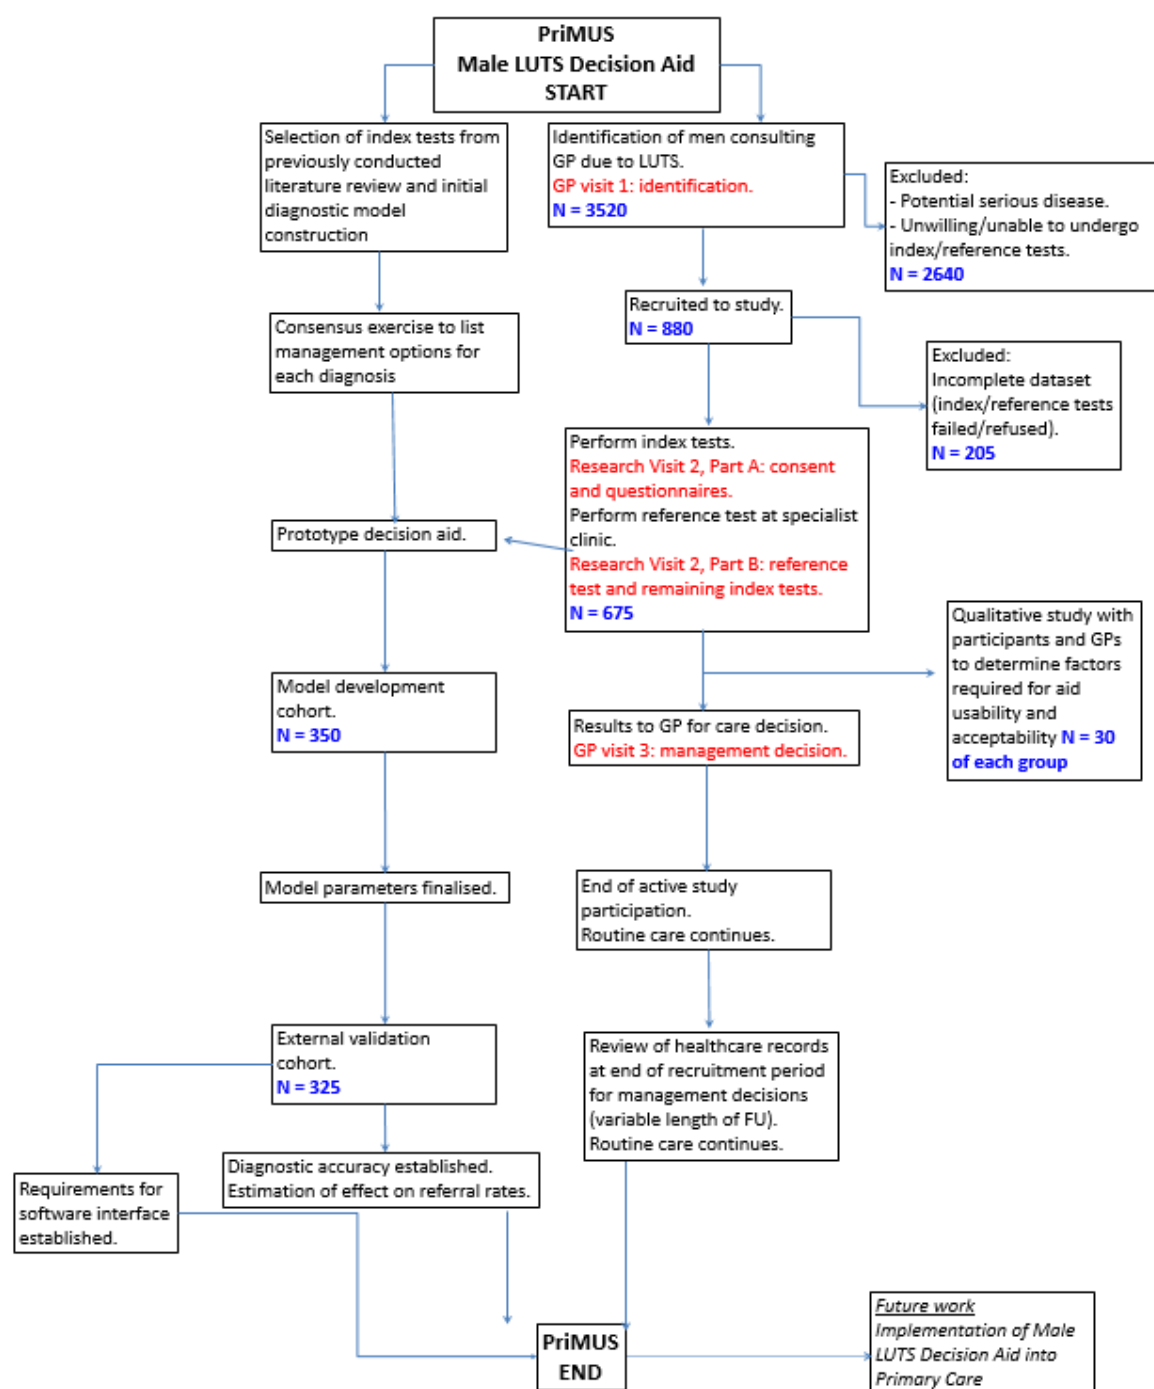 PriMUS
Male LUTS Decision Aid
START
Selection of index tests from
previously conducted
literature review and initial
diagnostic model
construction
Identification of men consulting
GP due to LUTS.
GP visit 1: identification.
N = 3520
Excluded:
- Potential serious disease.
- Unwilling/unable to undergo
index/reference tests.
N = 2640
Consensus exercise to list
management options for
each diagnosis
Recruited to study.
N = 880
Excluded:
Incomplete dataset
(index/reference tests
failed/refused).
N = 205
Perform index tests.
Research Visit 2, Part A: consent
and questionnaires.
Perform reference test at specialist
clinic.
Research Visit 2, Part B: reference
test and remaining index tests.
N = 675
Prototype decision aid.
Qualitative study with
participants and GPs
to determine factors
required for aid
usability and
acceptability N = 30
of each group
Model development
cohort.
N = 350
Results to GP for care decision.
GP visit 3: management decision.
Model parameters finalised.
End of active study
participation.
Routine care continues.
External validation
cohort.
N = 325
Review of healthcare records
at end of recruitment period
for management decisions
(variable length of FU).
Routine care continues.
Diagnostic accuracy established.
Estimation of effect on referral rates.
Requirements for
software interface
established.
PriMUS
END
Future work
Implementation of Male
LUTS Decision Aid into
Primary Care